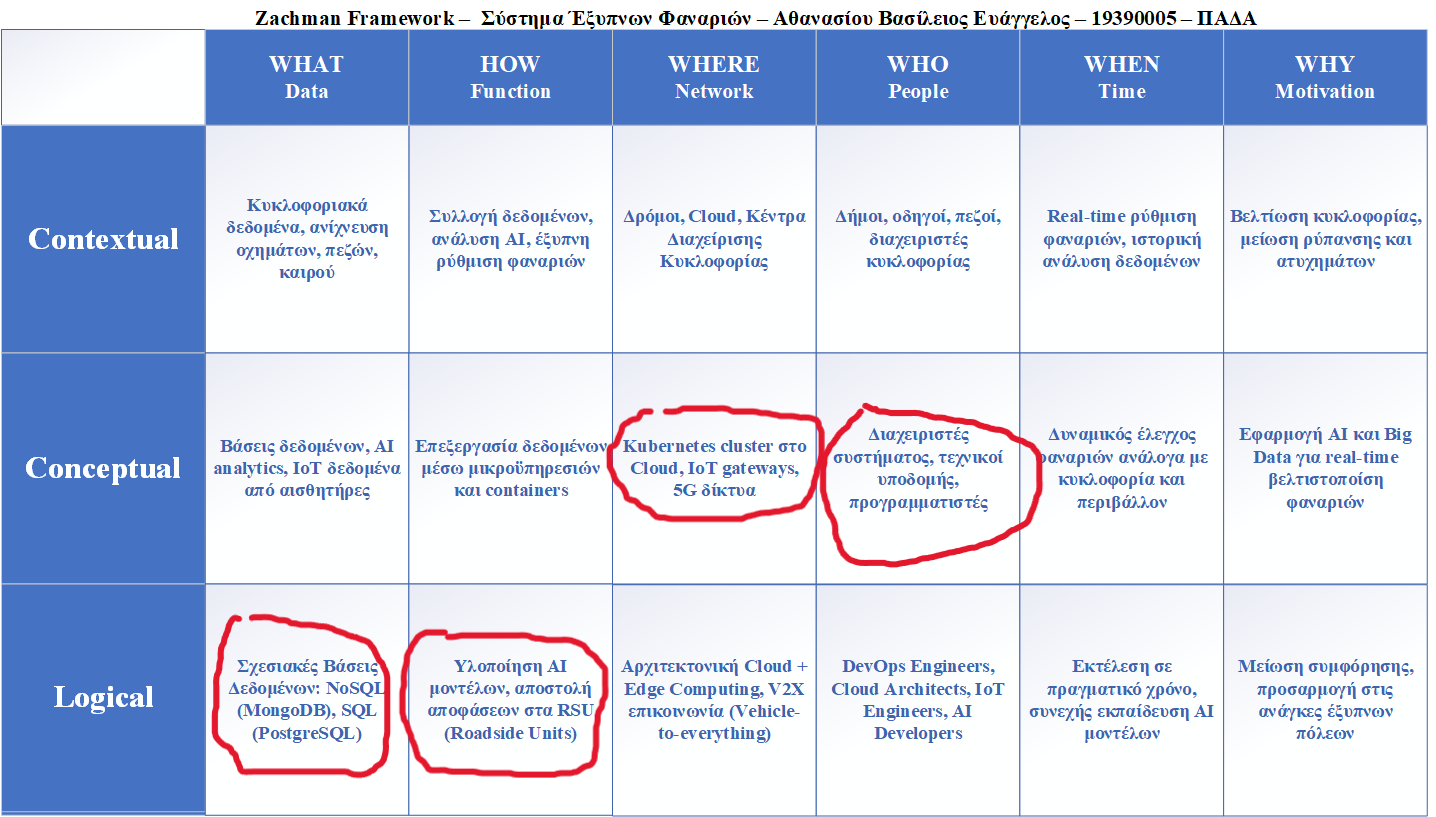 Zachman Framework – Σύστημα Έξυπνων Φαναριών – Αθανασίου Βασίλειος Ευάγγελος – 19390005 – ΠΑΔΑ
WHAT
Data
HOW
Function
WHERE
Network
WHO
People
WHEN
Time
WHY
Motivation
Contextual
Κυκλοφοριακά
δεδομένα, ανίχνευση
οχημάτων, πεζών,
καιρού
Συλλογή δεδομένων,
ανάλυση AI, έξυπνη
ρύθμιση φαναριών
Δρόμοι, Cloud, Κέντρα
Διαχείρισης
Κυκλοφορίας
Δήμοι, οδηγοί, πεζοί,
διαχειριστές
κυκλοφορίας
Real-time ρύθμιση
φαναριών, ιστορική
ανάλυση δεδομένων
Βελτίωση κυκλοφορίας,
μείωση ρύπανσης και
ατυχημάτων
Conceptual
Βάσεις δεδομένων, AI
analytics, IoT δεδομένα
από αισθητήρες
Επεξεργασία δεδομένων
μέσω μικροϋπηρεσιών
και containers
Kubernetes cluster στο
Cloud, IoT gateways,
5G δίκτυα
Διαχειριστές
συστήματος, τεχνικοί
υποδομής,
προγραμματιστές
Δυναμικός έλεγχος
φαναριών ανάλογα με
κυκλοφορία και
περιβάλλον
Εφαρμογή AI και Big
Data για real-time
βελτιστοποίση
φαναριών
Logical
Σχεσιακές Βάσεις
Δεδομένων: NoSQL
(MongoDB), SQL
(PostgreSQL)
Υλοποίηση AI
μοντέλων, αποστολή
αποφάσεων στα RSU
(Roadside Units)
Αρχιτεκτονική Cloud +
Edge Computing, V2X
επικοινωνία (Vehicle-
to-everything)
DevOps Engineers,
Cloud Architects, IoT
Engineers, AI
Developers
Εκτέλεση σε
πραγματικό χρόνο,
συνεχής εκπαίδευση AI
μοντέλων
Μείωση συμφόρησης,
προσαρμογή στις
ανάγκες έξυπνων
πόλεων